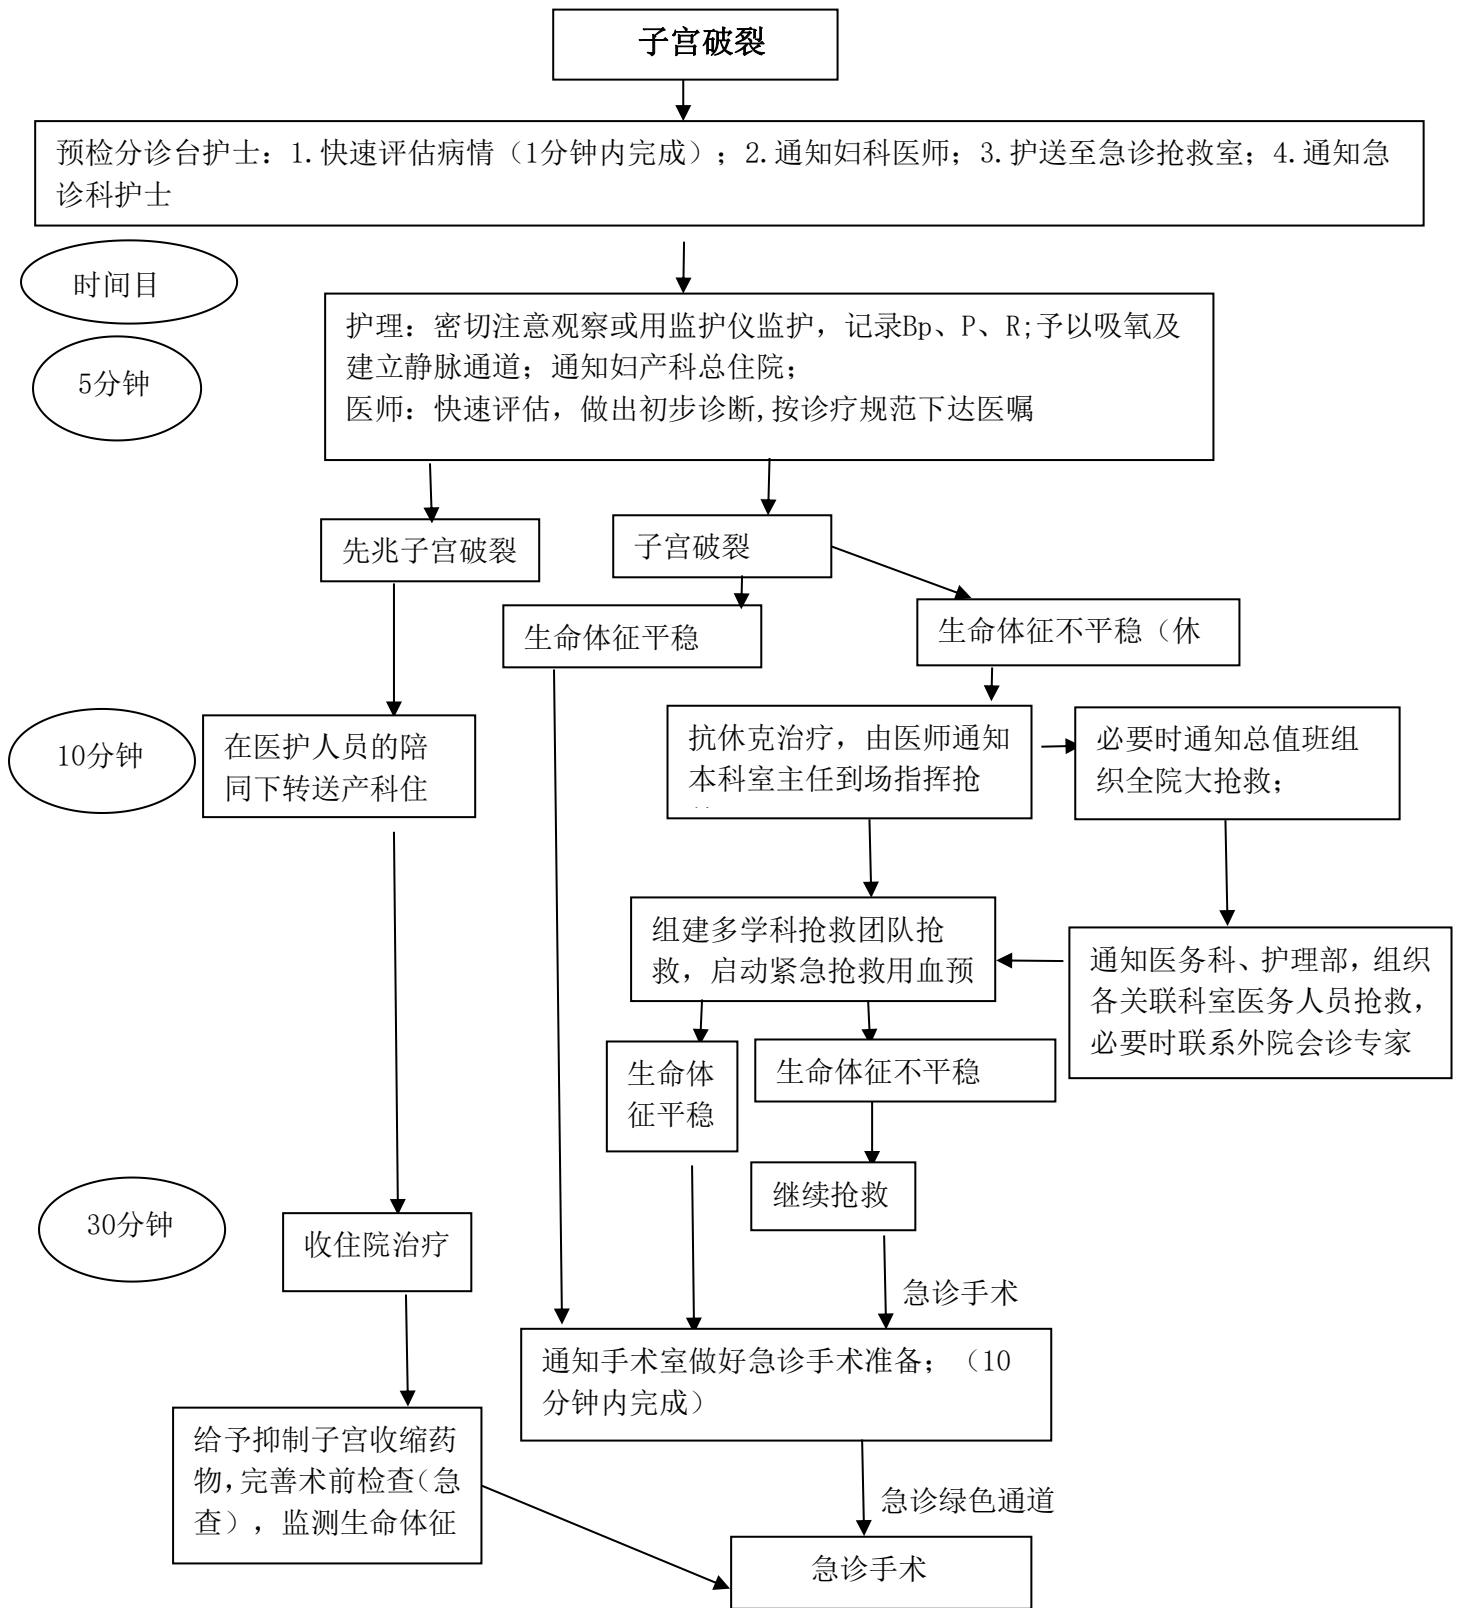 子宫破裂
预检分诊台护士：1.快速评估病情（1分钟内完成）；2.通知妇科医师；3.护送至急诊抢救室；4.通知急
诊科护士
时间目
5分钟
护理：密切注意观察或用监护仪监护，记录Bp、P、R;予以吸氧及
建立静脉通道；通知妇产科总住院；
医师：快速评估，做出初步诊断,按诊疗规范下达医嘱
先兆子宫破裂
子宫破裂
生命体征平稳
生命体征不平稳（休
10分钟
在医护人员的陪
同下转送产科住
抗休克治疗，由医师通知
本科室主任到场指挥抢
必要时通知总值班组
织全院大抢救；
组建多学科抢救团队抢
救，启动紧急抢救用血预
通知医务科、护理部，组织
各关联科室医务人员抢救，
必要时联系外院会诊专家
生命体
征平稳
生命体征不平稳
继续抢救
30分钟
收住院治疗
急诊手术
通知手术室做好急诊手术准备；（10
分钟内完成）
给予抑制子宫收缩药
物，完善术前检查（急
查），监测生命体征
急诊绿色通道
急诊手术